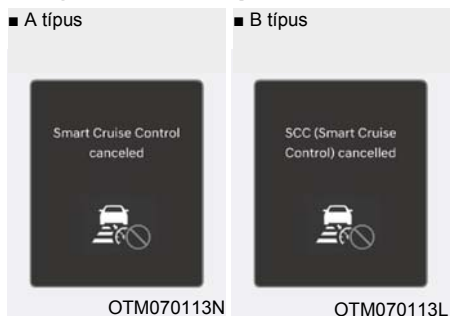 ■ A típus
■ B típus
Smart Cruise Control
canceled
SCC (Smart Cruise
Control) cancelled
OTM070113N
OTM070113L